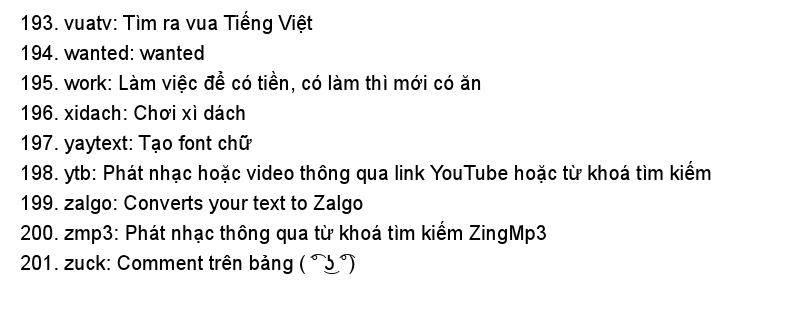 193. vuatv: Tìm ra vua Tiếng Việt
194. wanted: wanted
195. work: Làm việc để có tiền, có làm thì mới có ăn
196. xidach: Chơi xì dách
197. yaytext: Tạo font chữ
198. ytb: Phát nhạc hoặc video thông qua link YouTube hoặc từ khoá tìm kiếm
199. zalgo: Converts your text to Zalgo
200. zmp3: Phát nhạc thông qua từ khoá tìm kiếm ZingMp3
201. zuck: Comment trên bảng ( ͡° ͜ʖ ͡°)